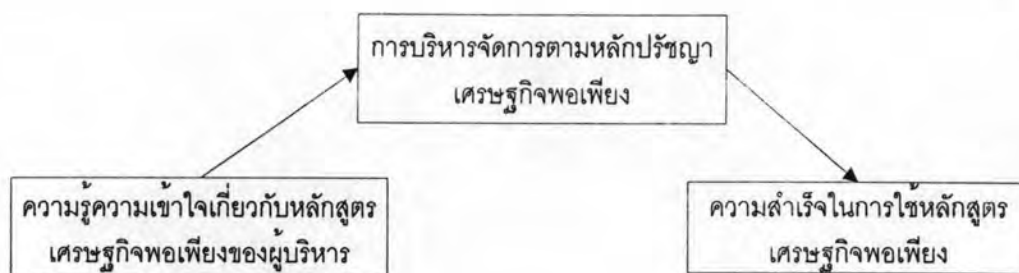 การบริหารจัดการตามหลักปรัชญา
เศรษฐกิจพอเพียง
ความรู้ความเข้าใจเกี่ยวกับหลักสูตร
เศรษฐกิจพอเพียงของผู้บริหาร
ความสำเร็จในการใช้หลักสูตร
เศรษฐกิจพอเพียง